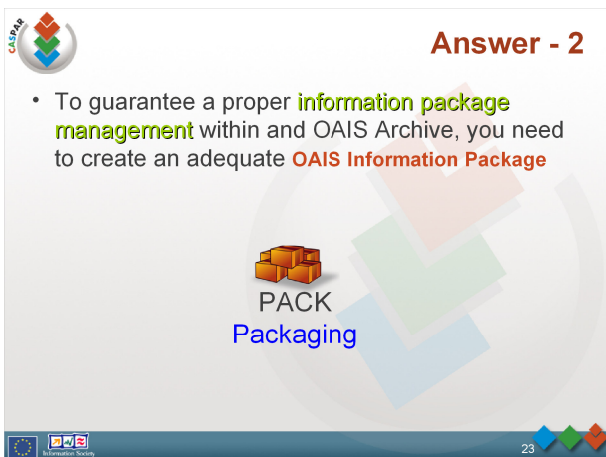 CASPAR
Answer - 2
• To guarantee a proper information package
management within and OAIS Archive, you need
to create an adequate OAIS Information Package
PACK
Packaging
Information Society
23